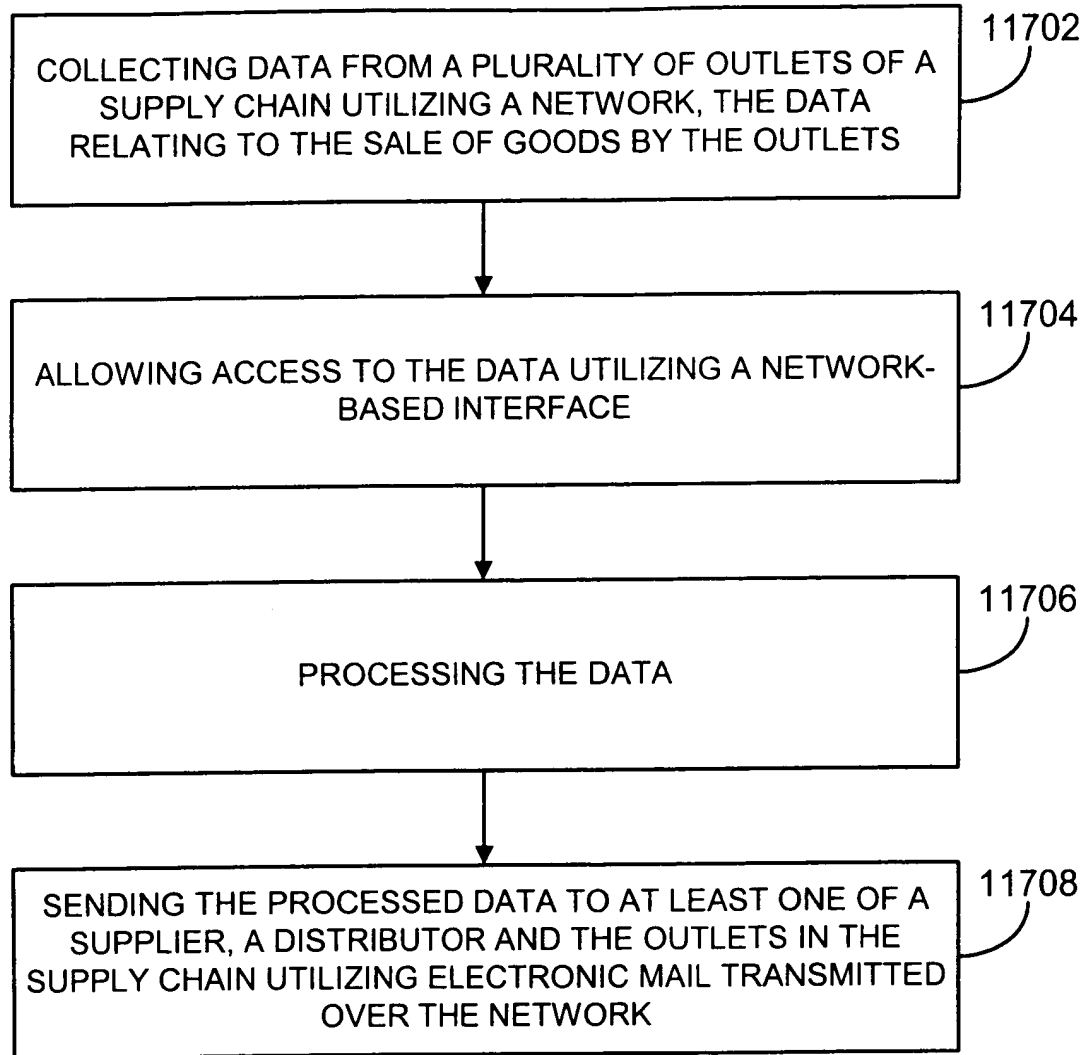 11702
COLLECTING DATA FROM A PLURALITY OF OUTLETS OF A
SUPPLY CHAIN UTILIZING A NETWORK, THE DATA
RELATING TO THE SALE OF GOODS BY THE OUTLETS
11704
ALLOWING ACCESS TO THE DATA UTILIZING A NETWORK-
BASED INTERFACE
11706
PROCESSING THE DATA
11708
SENDING THE PROCESSED DATA TO AT LEAST ONE OF A
SUPPLIER, A DISTRIBUTOR AND THE OUTLETS IN THE
SUPPLY CHAIN UTILIZING ELECTRONIC MAIL TRANSMITTED
OVER THE NETWORK